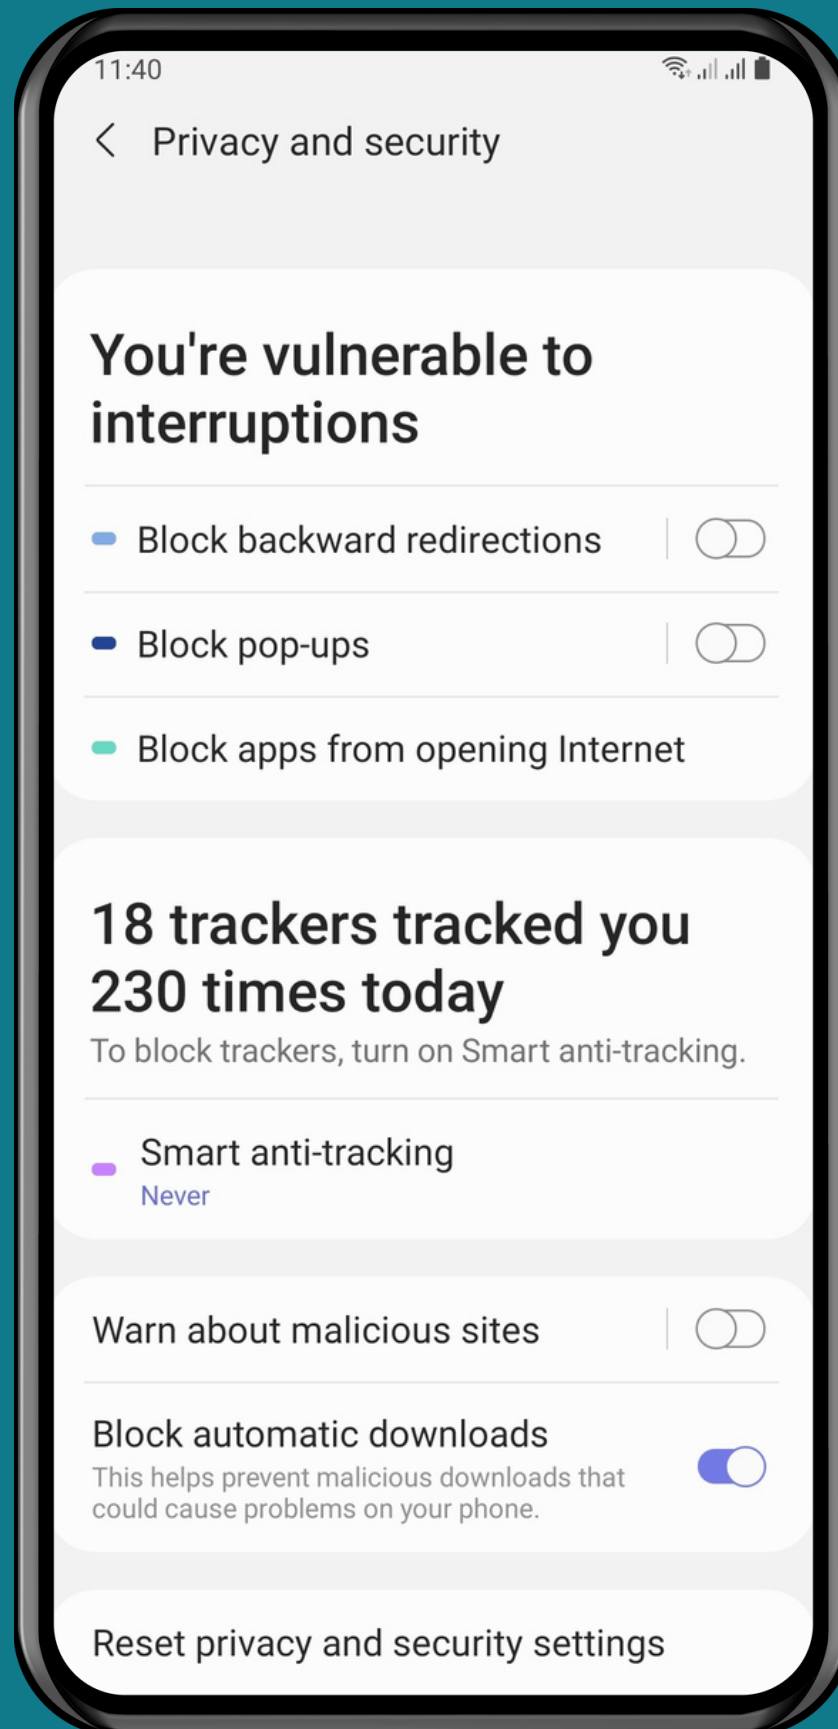 11:40
Privacy and security
You're vulnerable to
interruptions
Block backward redirections
Block pop-ups
Block apps from opening Internet
18 trackers tracked you
230 times today
To block trackers, turn on Smart anti-tracking.
Smart anti-tracking
Never
Warn about malicious sites
Block automatic downloads
This helps prevent malicious downloads that
could cause problems on your phone.
Reset privacy and security settings